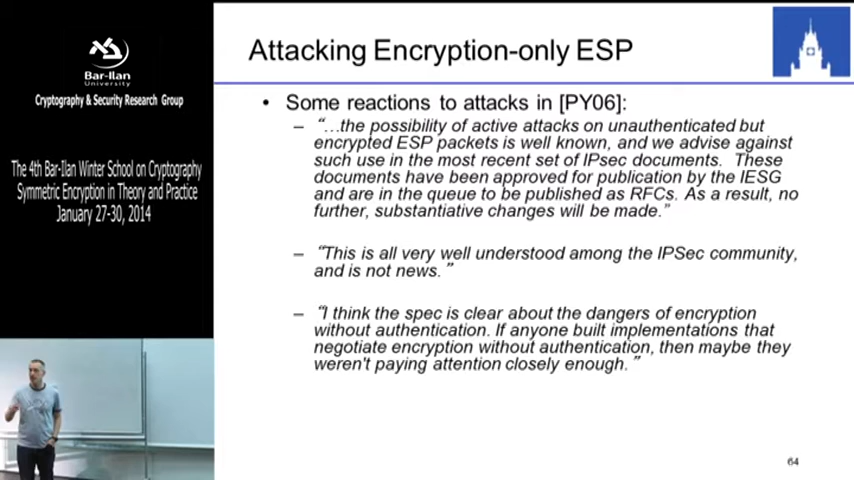 Bar-Ilan
University
Cryptography & Security Research Group
The 4th Bar-Ilan Winter School on Cryptography
Symmetric Encryption in Theory and Practice
January 27-30, 2014
Attacking Encryption-only ESP
• Some reactions to attacks in [PY06]:
– “…the possibility of active attacks on unauthenticated but
encrypted ESP packets is well known, and we advise against
such use in the most recent set of IPsec documents. These
documents have been approved for publication by the IESG
and are in the queue to be published as RFCs. As a result, no
further, substantive changes will be made.”
– “This is all very well understood among the IPSec community,
and is not news.”
– “I think the spec is clear about the dangers of encryption
without authentication. If anyone built implementations that
negotiate encryption without authentication, then maybe they
weren't paying attention closely enough.”
64